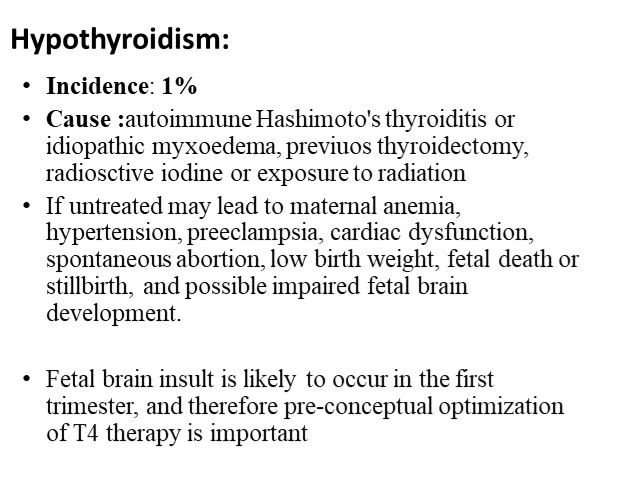 Hypothyroidism:
• Incidence: 1%
• Cause :autoimmune Hashimoto's thyroiditis or
idiopathic myxoedema, previuos thyroidectomy,
radiosctive iodine or exposure to radiation
• If untreated may lead to maternal anemia,
hypertension, preeclampsia, cardiac dysfunction,
spontaneous abortion, low birth weight, fetal death or
stillbirth, and possible impaired fetal brain
development.
• Fetal brain insult is likely to occur in the first
trimester, and therefore pre-conceptual optimization
of T4 therapy is important